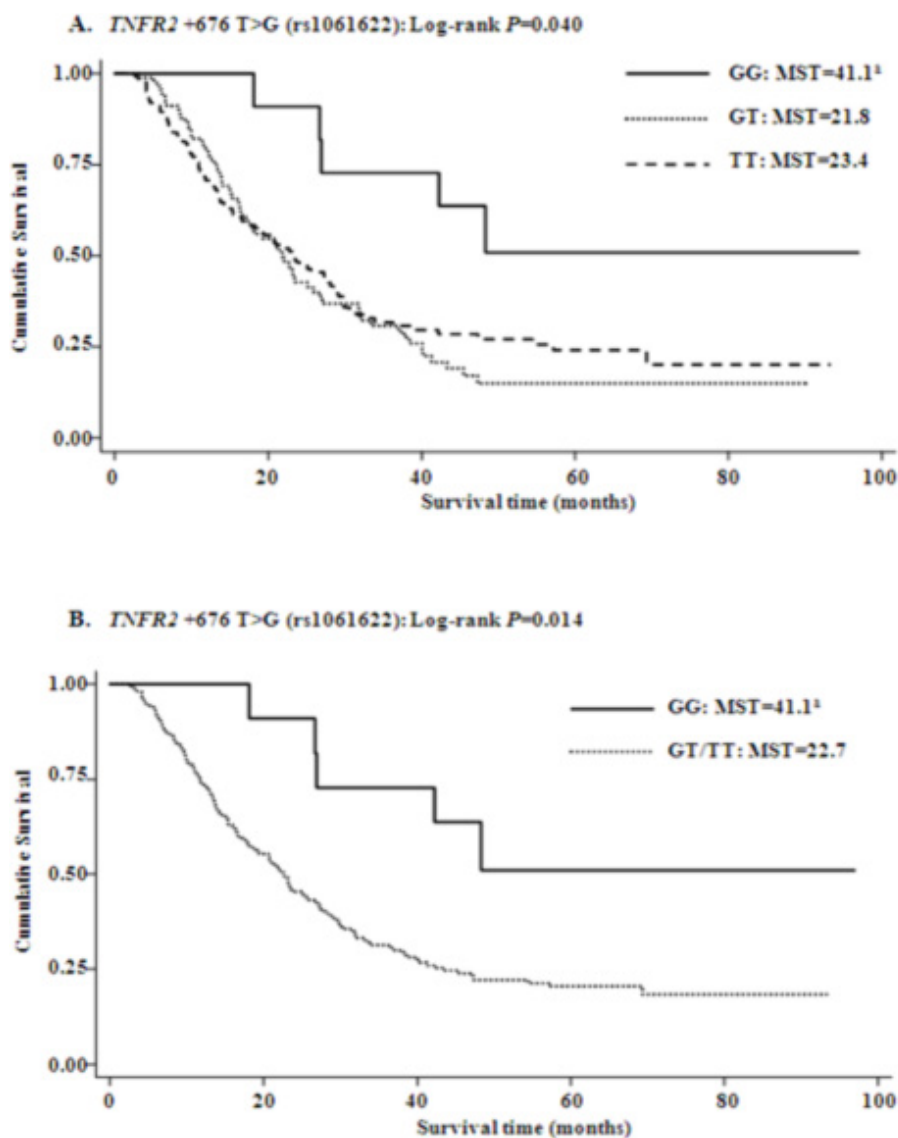 A. TNFR2 +676 T>G (rs1061622): Log-rank P=0.040
1.00
0.75
0.50
0.25
0.00
Cumulative Survival
GG: MST=41.1ª
GT: MST=21.8
TT: MST=23.4
0 20 40 60 80 100
Survival time (months)
B. TNFR2 +676 T>G (rs1061622): Log-rank P=0.014
1.00
0.75
0.50
0.25
0.00
Cumulative Survival
GG: MST=41.1ª
GT/TT: MST=22.7
0 20 40 60 80 100
Survival time (months)